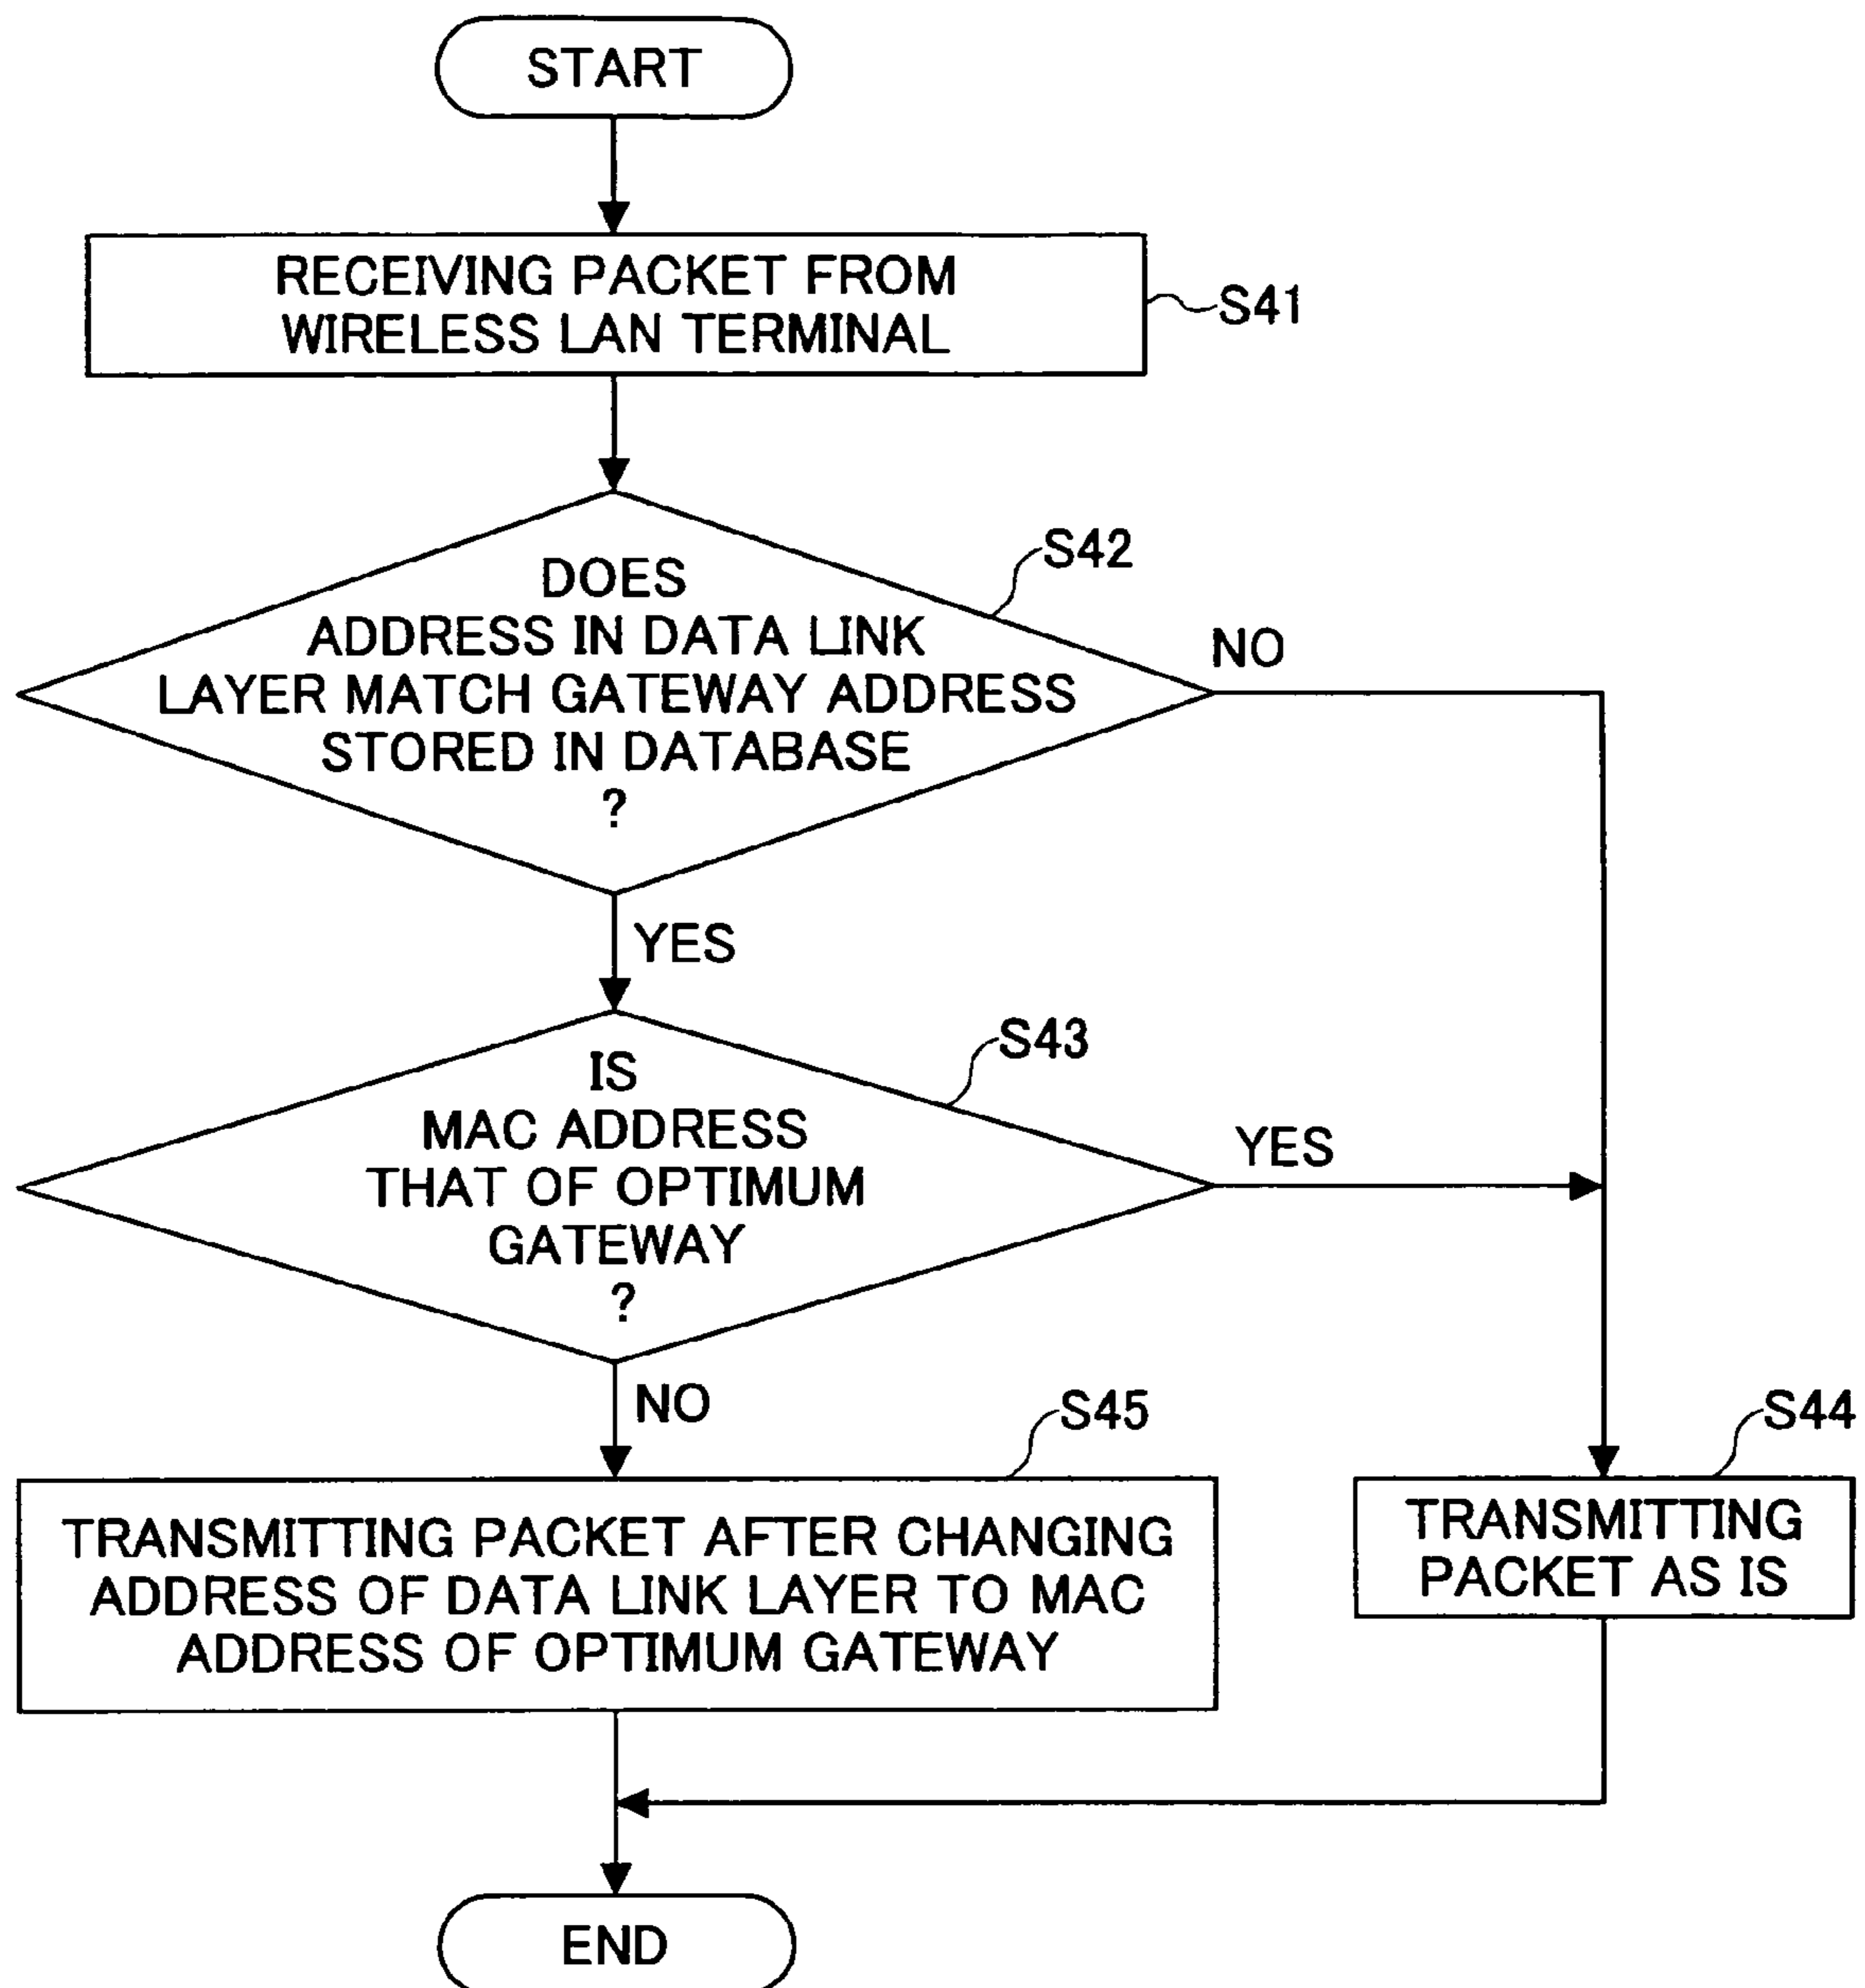 START
RECEIVING PACKET FROM
WIRELESS LAN TERMINAL
S41
S42
DOES
ADDRESS IN DATA LINK
LAYER MATCH GATEWAY ADDRESS
STORED IN DATABASE
?
NO
YES
S43
IS
MAC ADDRESS
THAT OF OPTIMUM
GATEWAY
?
YES
NO
S45
TRANSMITTING PACKET AFTER CHANGING
ADDRESS OF DATA LINK LAYER TO MAC
ADDRESS OF OPTIMUM GATEWAY
S44
TRANSMITTING
PACKET AS IS
END